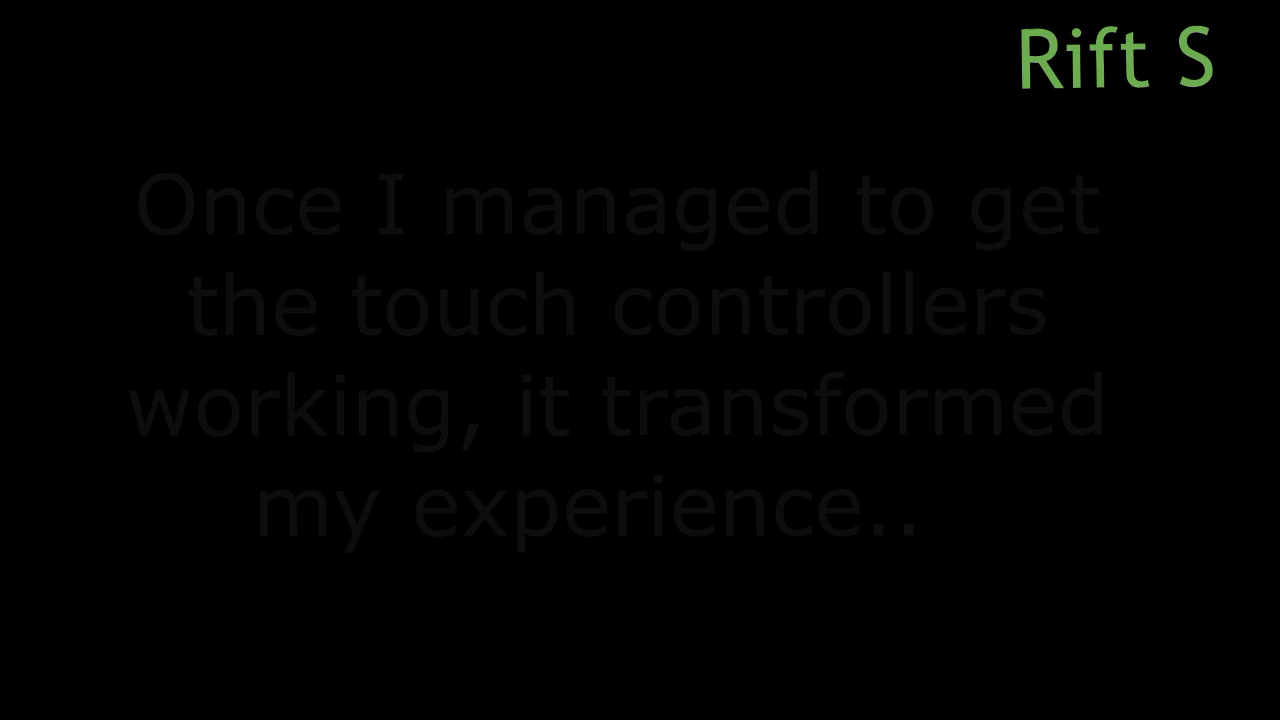 Rift S
Once I managed to get
the touch controllers
working, it transformed
my experience..